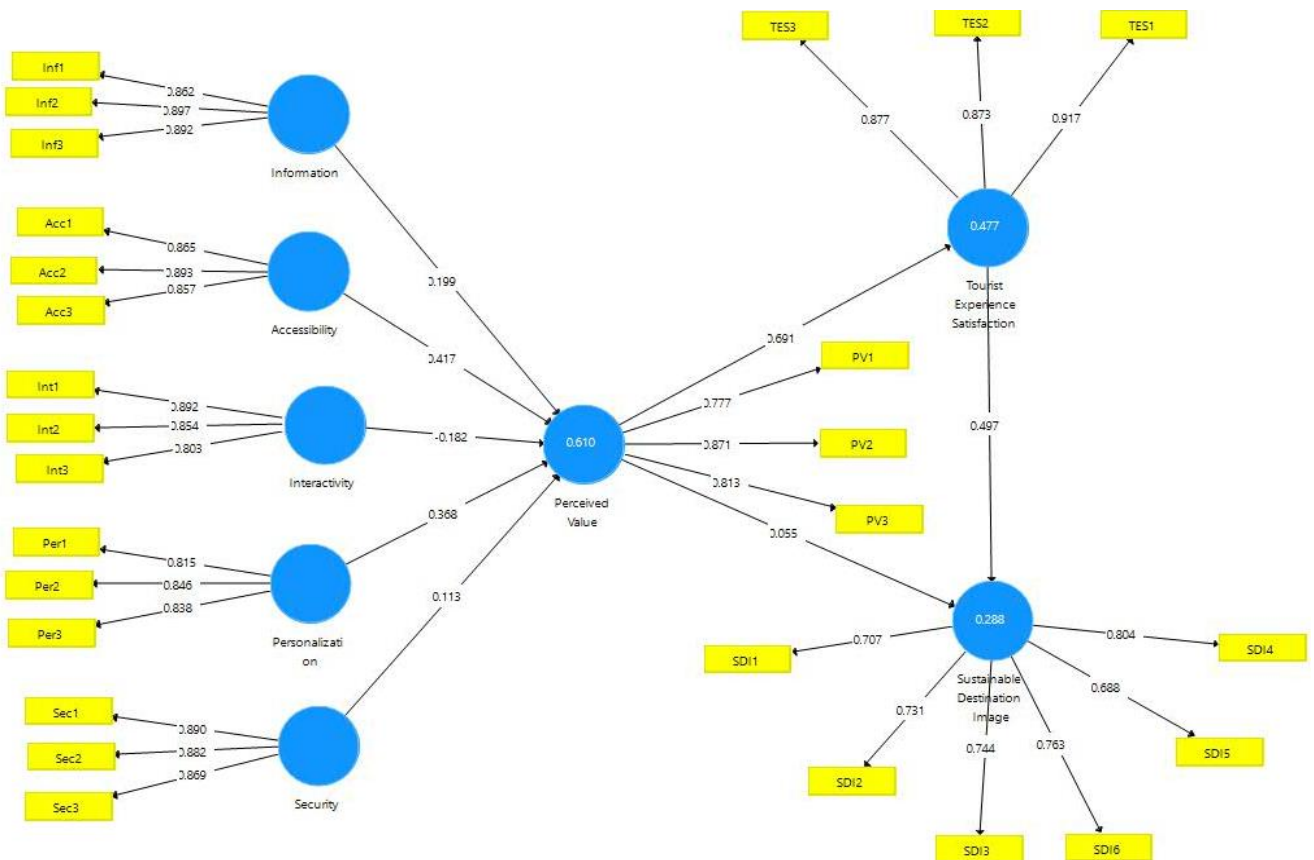 TES3
TES2
TES1
Inf1
Inf2
Inf3
0.862
0.897
0.892
Information
0.877
0.873
0.917
0.477
Tourist
Experience
Satisfaction
Acc1
Acc2
Acc3
0.865
0.893
0.857
Accessibility
0.199
0.417
Int1
Int2
Int3
0.892
0.854
0.803
Interactivity
-0.182
0.610
Perceived
Value
0.691
0.777
0.871
0.813
0.055
PV1
PV2
PV3
0.497
Per1
Per2
Per3
0.815
0.846
0.838
Personalizati
on
0.368
0.113
Sec1
Sec2
Sec3
0.890
0.882
0.869
Security
0.288
Sustainable
Destination
Image
0.707
0.731
0.744
0.763
0.688
0.804
SDI1
SDI2
SDI3
SDI6
SDI5
SDI4